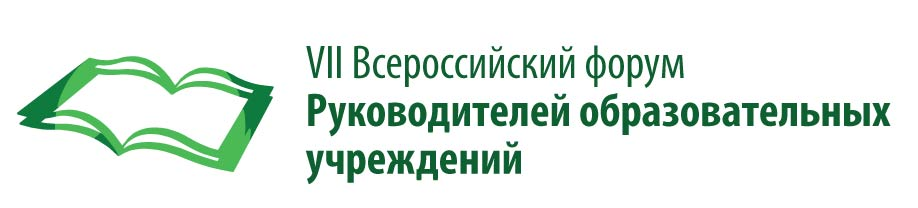 VII Всероссийский форум
Руководителей образовательных
учреждений